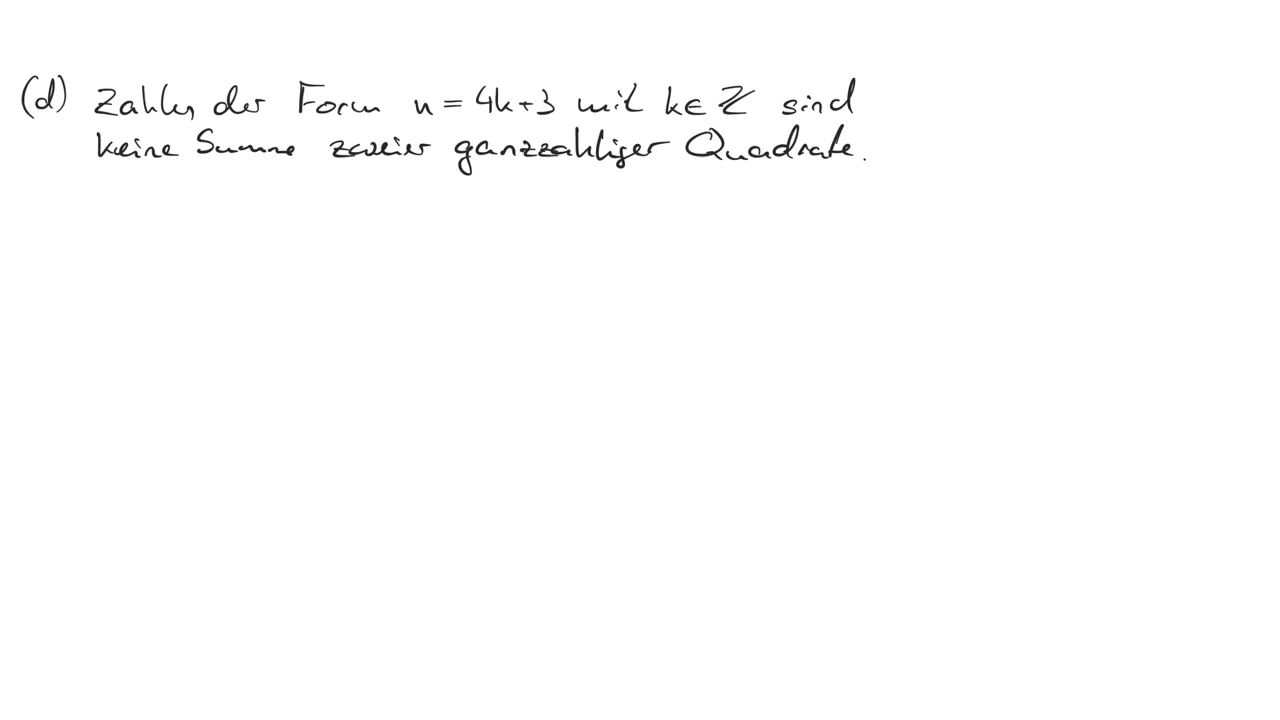 (d) Zahlen der Form n = 4k+3 mit k∈ℤ sind
keine Summe zweier ganzzahliger Quadrate.